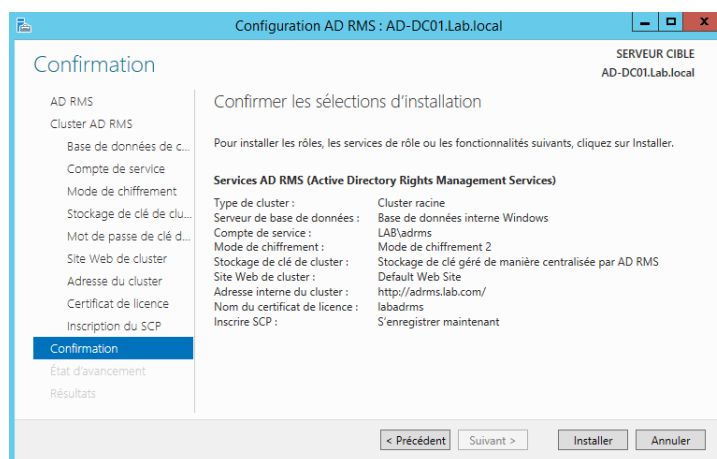 Configuration AD RMS : AD-DC01.Lab.local
Confirmation
SERVEUR CIBLE
AD-DC01.Lab.local
AD RMS
Cluster AD RMS
Base de données de c...
Compte de service
Mode de chiffrement
Stockage de clé de clu...
Mot de passe de clé d...
Site Web de cluster
Adresse du cluster
Certificat de licence
Inscription du SCP
Confirmation
État d'avancement
Résultats
Confirmer les sélections d'installation
Pour installer les rôles, les services de rôle ou les fonctionnalités suivants, cliquez sur Installer.
Services AD RMS (Active Directory Rights Management Services)
Type de cluster : Cluster racine
Serveur de base de données : Base de données interne Windows
Compte de service : LAB\adrms
Mode de chiffrement : Mode de chiffrement 2
Stockage de clé de cluster : Stockage de clé géré de manière centralisée par AD RMS
Site Web de cluster : Default Web Site
Adresse interne du cluster : http://adrms.lab.com/
Nom du certificat de licence : labadrms
Inscrire SCP : S'enregistrer maintenant
< Précédent
Suivant >
Installer
Annuler